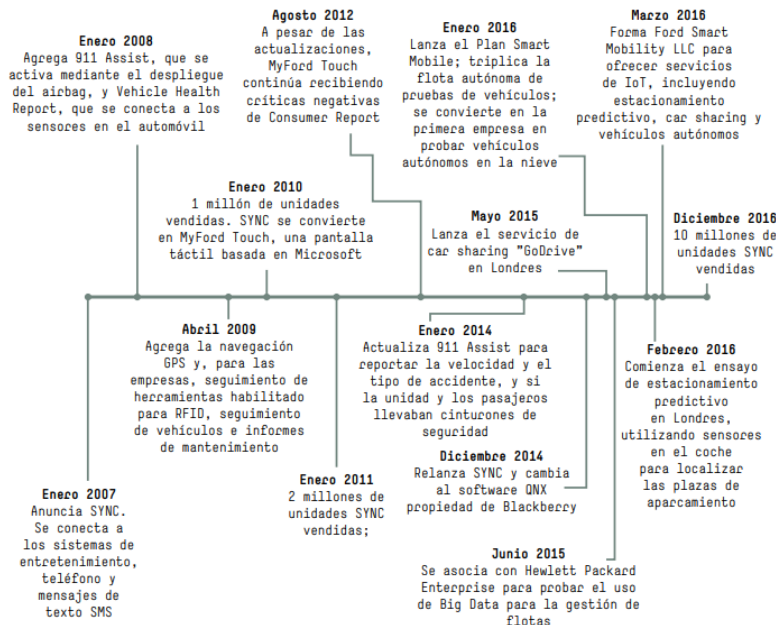 Enero 2008
Agrega 911 Assist, que se
activa mediante el despliegue
del airbag, y Vehicle Health
Report, que se conecta a los
sensores en el automóvil
Agosto 2012
A pesar de las
actualizaciones,
MyFord Touch
continúa recibiendo
críticas negativas
de Consumer Report
Enero 2016
Lanza el Plan Smart
Mobile; triplica la
flota autónoma de
pruebas de vehículos;
se convierte en la
primera empresa en
probar vehículos
autónomos en la nieve
Marzo 2016
Forma Ford Smart
Mobility LLC para
ofrecer servicios
de IoT, incluyendo
estacionamiento
predictivo, car sharing y
vehículos autónomos
Enero 2010
1 millón de unidades
vendidas. SYNC se convierte
en MyFord Touch, una pantalla
táctil basada en Microsoft
Mayo 2015
Lanza el servicio de
car sharing "GoDrive"
en Londres
Diciembre 2016
10 millones de
unidades SYNC
vendidas
Abril 2009
Agrega la navegación
GPS y, para las
empresas, seguimiento de
herramientas habilitado
para RFID, seguimiento
de vehículos e informes
de mantenimiento
Enero 2014
Actualiza 911 Assist para
reportar la velocidad y el
tipo de accidente, y si
la unidad y los pasajeros
llevaban cinturones de
seguridad
Febrero 2016
Comienza el ensayo
de estacionamiento
predictivo
en Londres,
utilizando sensores
en el coche
para localizar
las plazas de
aparcamiento
Enero 2007
Anuncia SYNC.
Se conecta a
los sistemas de
entretenimiento,
teléfono y
mensajes de
texto SMS
Enero 2011
2 millones de
unidades SYNC
vendidas;
Diciembre 2014
Relanza SYNC y cambia
al software QNX
propiedad de Blackberry
Junio 2015
Se asocia con Hewlett Packard
Enterprise para probar el uso
de Big Data para la gestión de
flotas